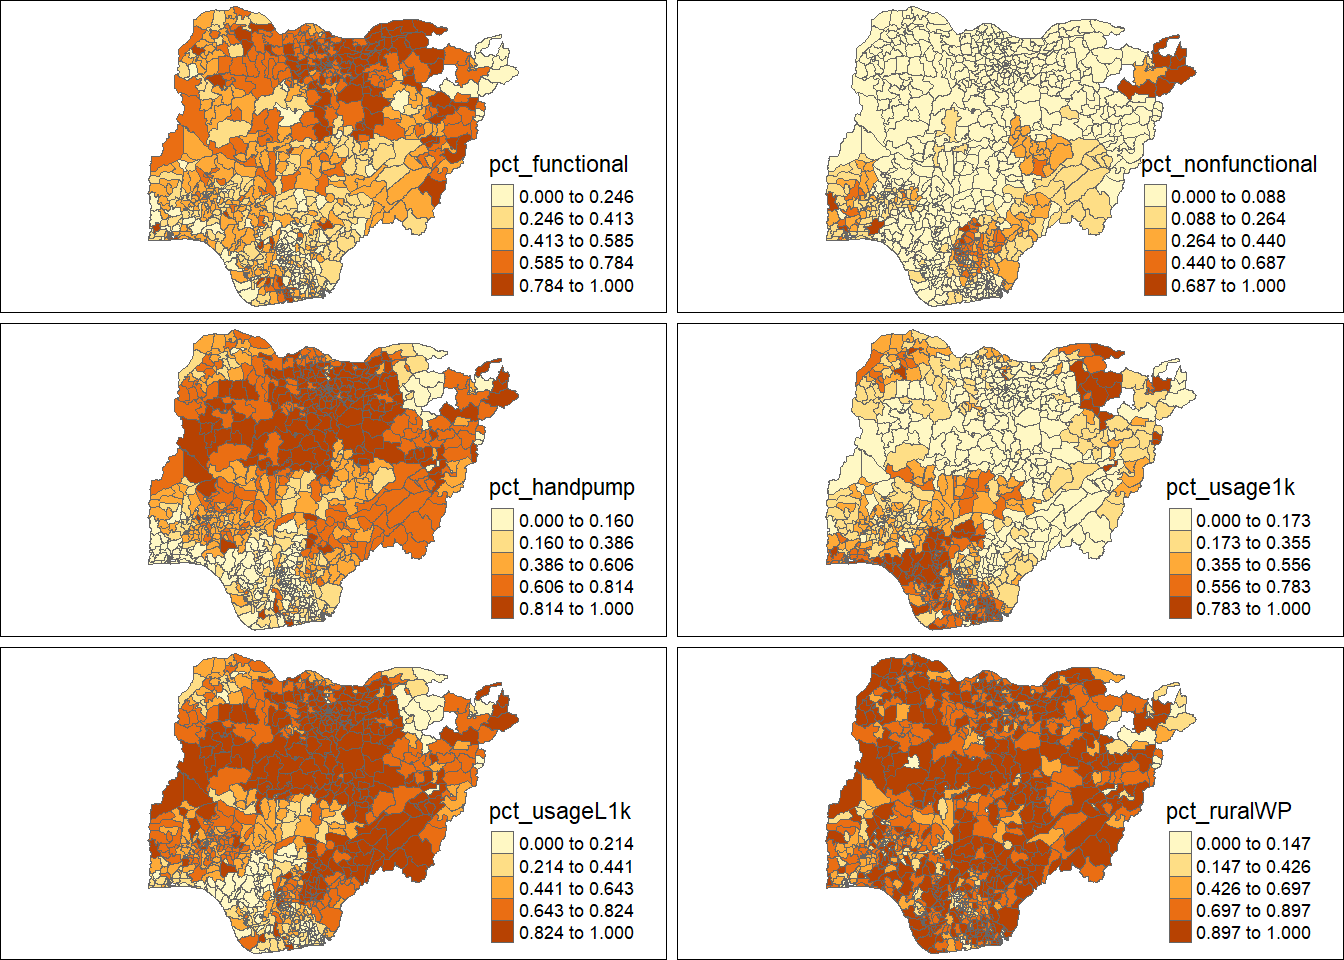 pct_functional
0.000 to 0.246
0.246 to 0.413
0.413 to 0.585
0.585 to 0.784
0.784 to 1.000
pct_nonfunctional
0.000 to 0.088
0.088 to 0.264
0.264 to 0.440
0.440 to 0.687
0.687 to 1.000
pct_handpump
0.000 to 0.160
0.160 to 0.386
0.386 to 0.606
0.606 to 0.814
0.814 to 1.000
pct_usage1k
0.000 to 0.173
0.173 to 0.355
0.355 to 0.556
0.556 to 0.783
0.783 to 1.000
pct_usageL1k
0.000 to 0.214
0.214 to 0.441
0.441 to 0.643
0.643 to 0.824
0.824 to 1.000
pct_ruralWP
0.000 to 0.147
0.147 to 0.426
0.426 to 0.697
0.697 to 0.897
0.897 to 1.000